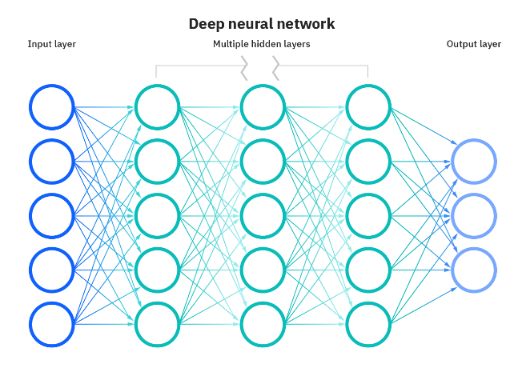 Deep neural network
Input layer
Multiple hidden layers
Output layer